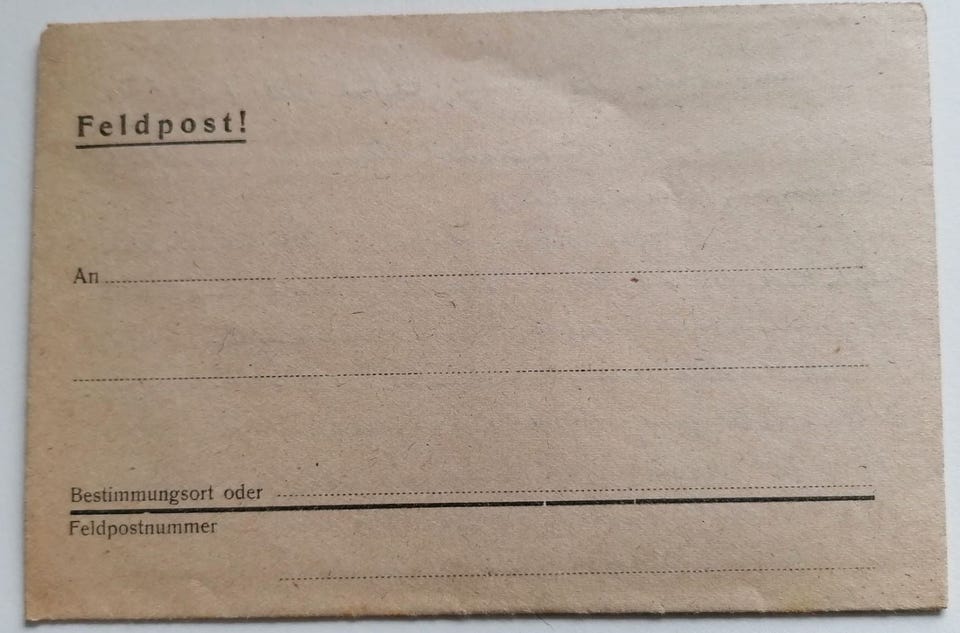 Feldpost!
An
Bestimmungsort oder
Feldpostnummer